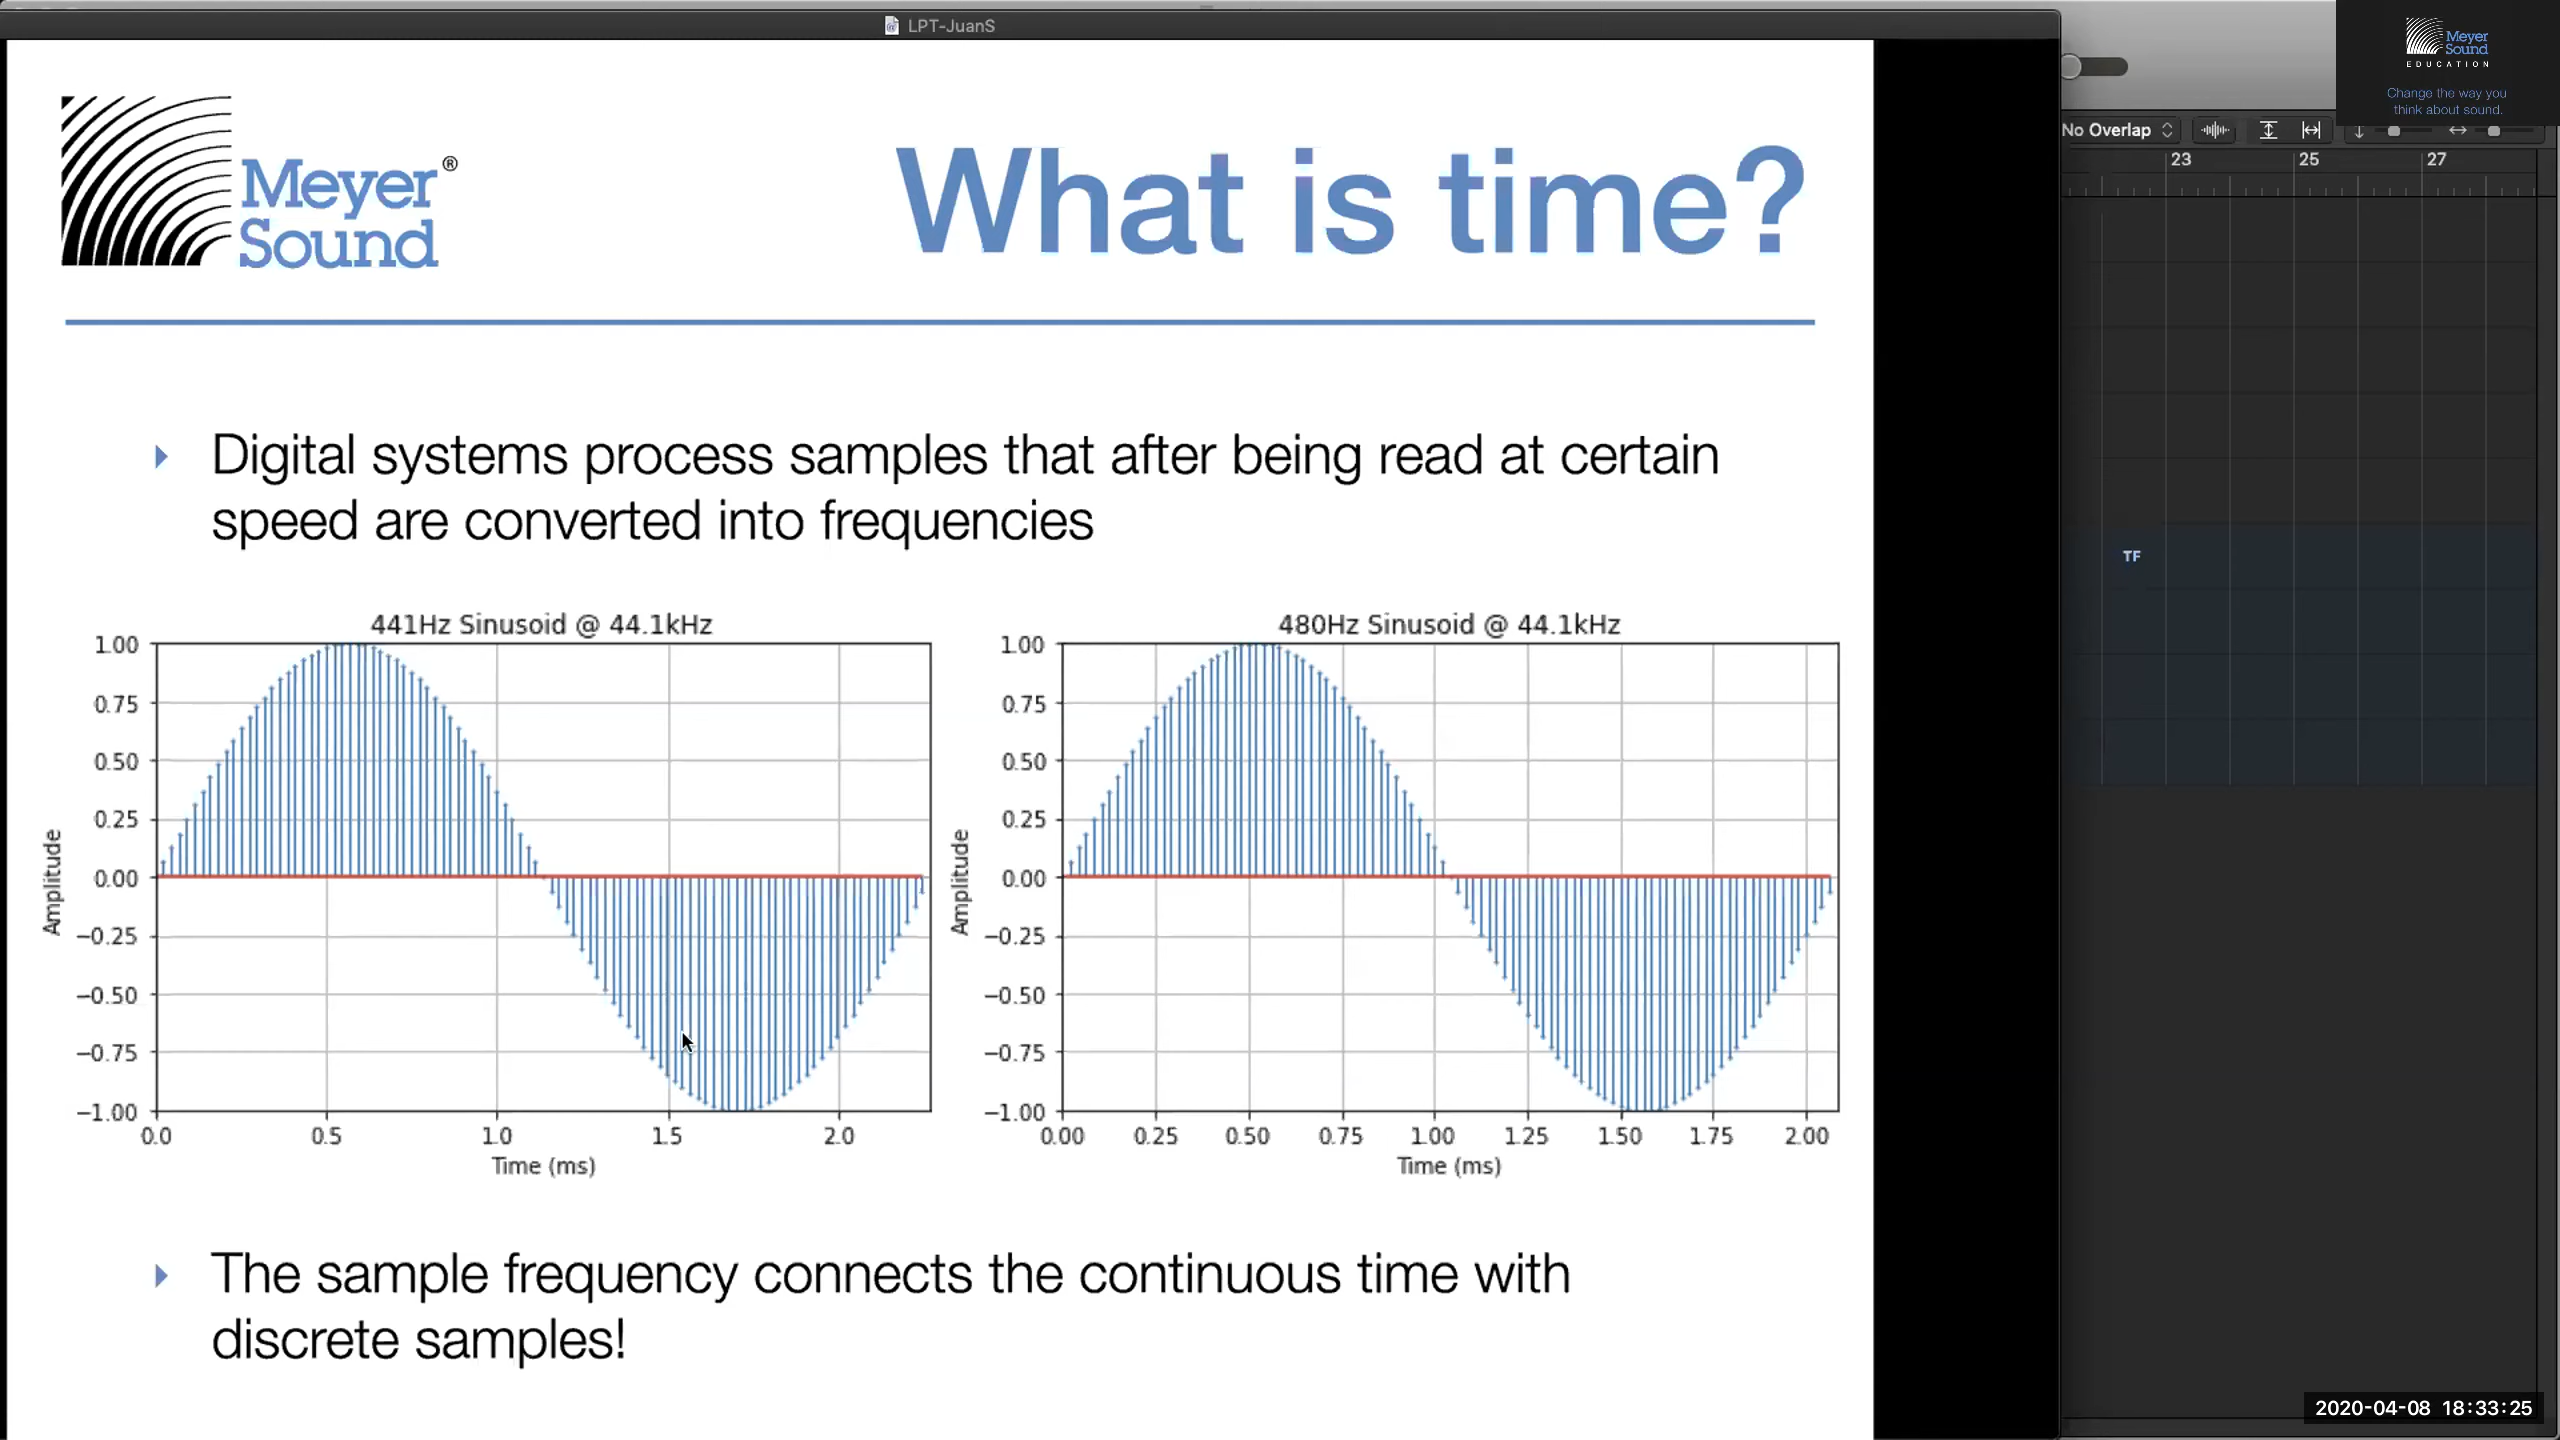 LPT-JuanS
Meyer
Sound
EDUCATION
Change the way you
think about sound.
No Overlap
23 25 27
TF
Meyer®
Sound
What is time?
Digital systems process samples that after being read at certain
speed are converted into frequencies
441Hz Sinusoid @ 44.1kHz
1.00
0.75
0.50
0.25
0.00
−0.25
−0.50
−0.75
−1.00
Amplitude
0.0 0.5 1.0 1.5 2.0
Time (ms)
480Hz Sinusoid @ 44.1kHz
1.00
0.75
0.50
0.25
0.00
−0.25
−0.50
−0.75
−1.00
Amplitude
0.00 0.25 0.50 0.75 1.00 1.25 1.50 1.75 2.00
Time (ms)
The sample frequency connects the continuous time with
discrete samples!
2020-04-08 18:33:25